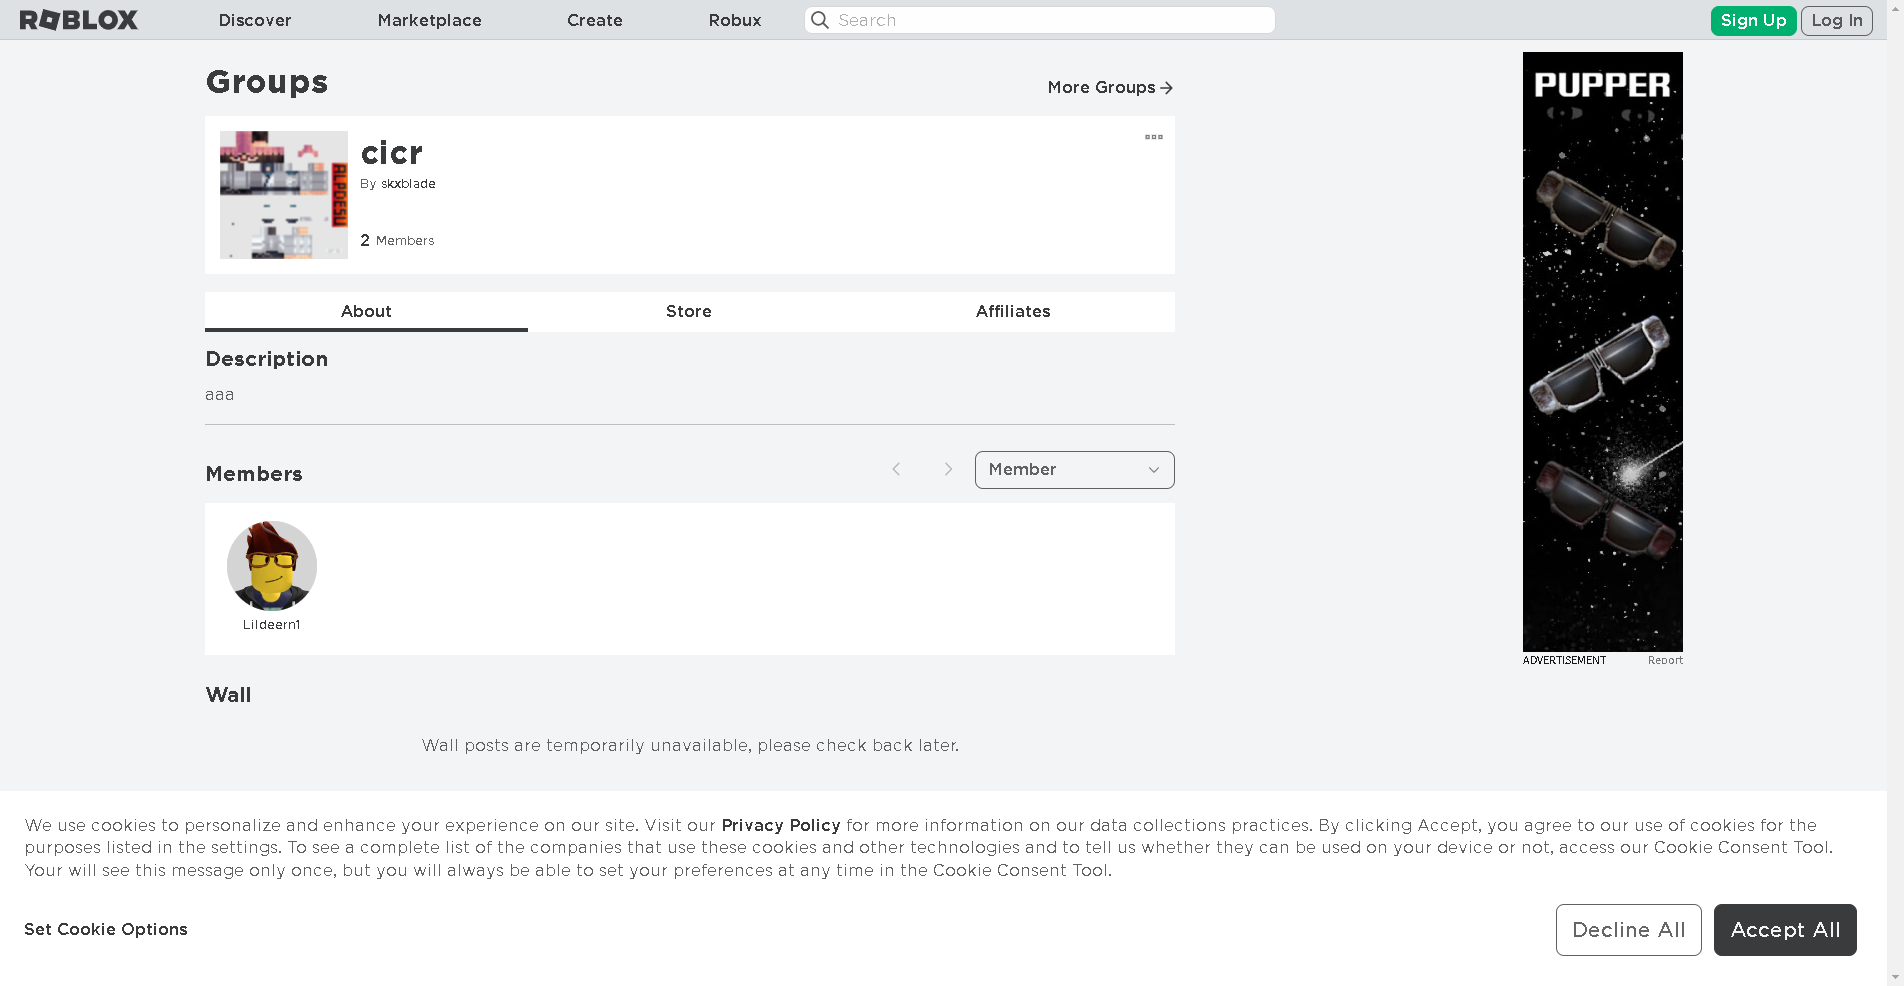 ROBLOX Discover Marketplace Create Robux Search Sign Up Log In
Groups
More Groups
cicr
By skxblade
2 Members
ALPDESU
About Store Affiliates
Description
aaa
Members
Member
Lildeern1
Wall
Wall posts are temporarily unavailable, please check back later.
PUPPER
ADVERTISEMENT Report
We use cookies to personalize and enhance your experience on our site. Visit our Privacy Policy for more information on our data collections practices. By clicking Accept, you agree to our use of cookies for the
purposes listed in the settings. To see a complete list of the companies that use these cookies and other technologies and to tell us whether they can be used on your device or not, access our Cookie Consent Tool.
Your will see this message only once, but you will always be able to set your preferences at any time in the Cookie Consent Tool.
Set Cookie Options
Decline All Accept All